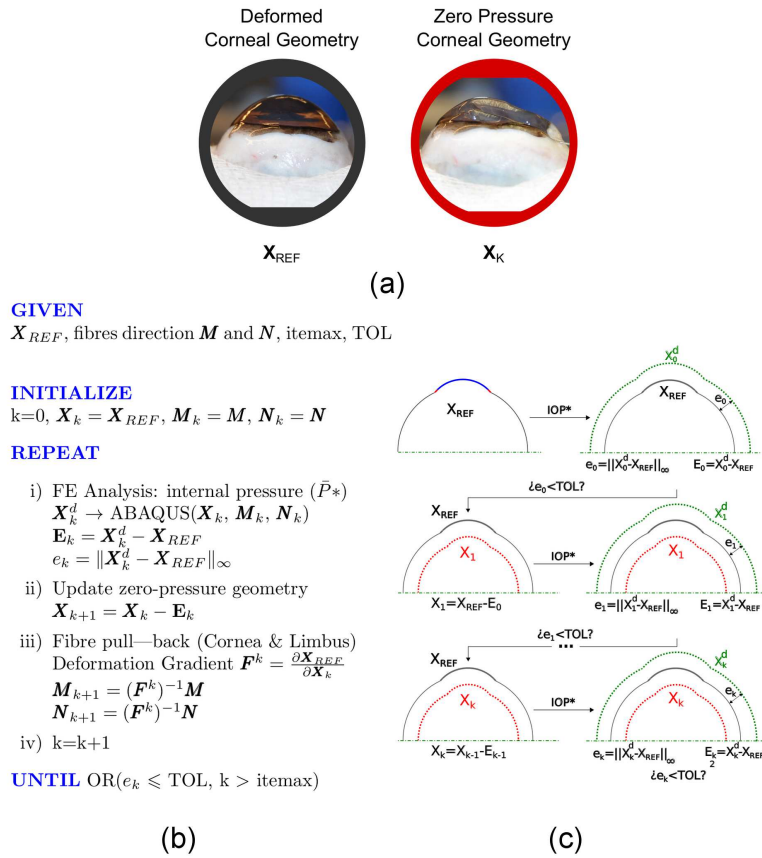 Deformed
Corneal Geometry
Zero Pressure
Corneal Geometry
X_REF
X_K
(a)
GIVEN
X_REF, fibres direction M and N, itemax, TOL
INITIALIZE
k=0, X_k = X_REF, M_k = M, N_k = N
REPEAT
i) FE Analysis: internal pressure (P̄*)
X_k^d → ABAQUS(X_k, M_k, N_k)
E_k = X_k^d − X_REF
e_k = ‖X_k^d − X_REF‖_∞
ii) Update zero-pressure geometry
X_{k+1} = X_k − E_k
iii) Fibre pull—back (Cornea & Limbus)
Deformation Gradient F^k = ∂X_REF/∂X_k
M_{k+1} = (F^k)^{−1}M
N_{k+1} = (F^k)^{−1}N
iv) k=k+1
UNTIL OR(e_k ⩽ TOL, k > itemax)
(b)
X_REF
IOP*
X_0^d
X_REF
e_0
e_0=||X_0^d-X_REF||_∞
E_0=X_0^d-X_REF
¿e_0<TOL?
X_REF
X_1
X_1=X_REF-E_0
IOP*
X_1^d
X_1
e_1
e_1=||X_1^d-X_REF||_∞
E_1=X_1^d-X_REF
¿e_1<TOL?
...
X_REF
X_k
X_k=X_{k-1}-E_{k-1}
IOP*
X_k^d
X_k
e_k
e_k=||X_k^d-X_REF||_∞
E_k=X_k^d-X_REF
2
¿e_k<TOL?
(c)